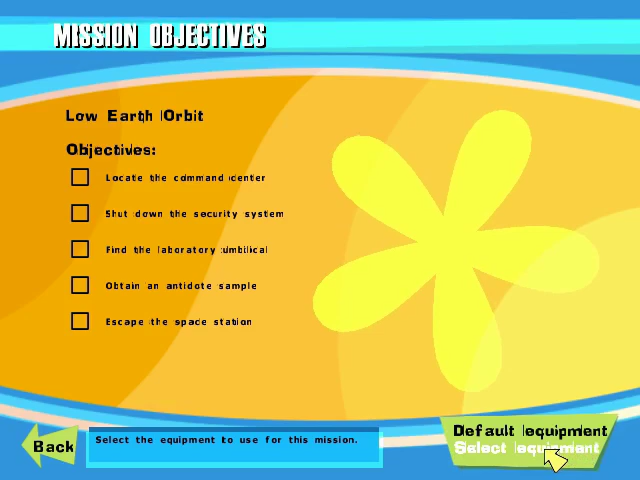 MISSION OBJECTIVES
Low Earth Orbit
Objectives:
Locate the command center
Shut down the security system
Find the laboratory umbilical
Obtain an antidote sample
Escape the space station
Back
Select the equipment to use for this mission.
Default equipment
Select equipment